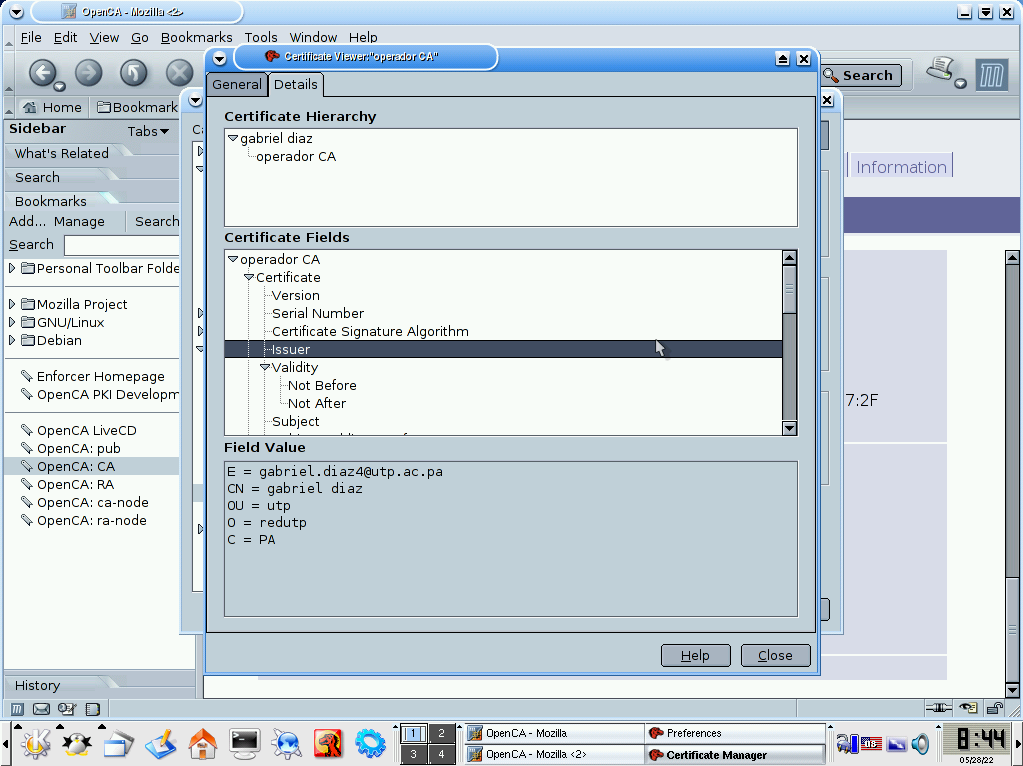 OpenCA - Mozilla <2>
File Edit View Go Bookmarks Tools Window Help
Certificate Viewer:"operador CA"
Search
Home Bookmark
General Details
Sidebar
Tabs
What's Related
Search
Bookmarks
Add... Manage Search
Search
Personal Toolbar Folde
Mozilla Project
GNU/Linux
Debian
Enforcer Homepage
OpenCA PKI Developm
OpenCA LiveCD
OpenCA: pub
OpenCA: CA
OpenCA: RA
OpenCA: ca-node
OpenCA: ra-node
History
Certificate Hierarchy
gabriel diaz
operador CA
Certificate Fields
operador CA
Certificate
Version
Serial Number
Certificate Signature Algorithm
Issuer
Validity
Not Before
Not After
Subject
Field Value
E = gabriel.diaz4@utp.ac.pa
CN = gabriel diaz
OU = utp
O = redutp
C = PA
Help Close
Information
7:2F
1 2
3 4
OpenCA - Mozilla
Preferences
OpenCA - Mozilla <2>
Certificate Manager
8:44
05/28/22